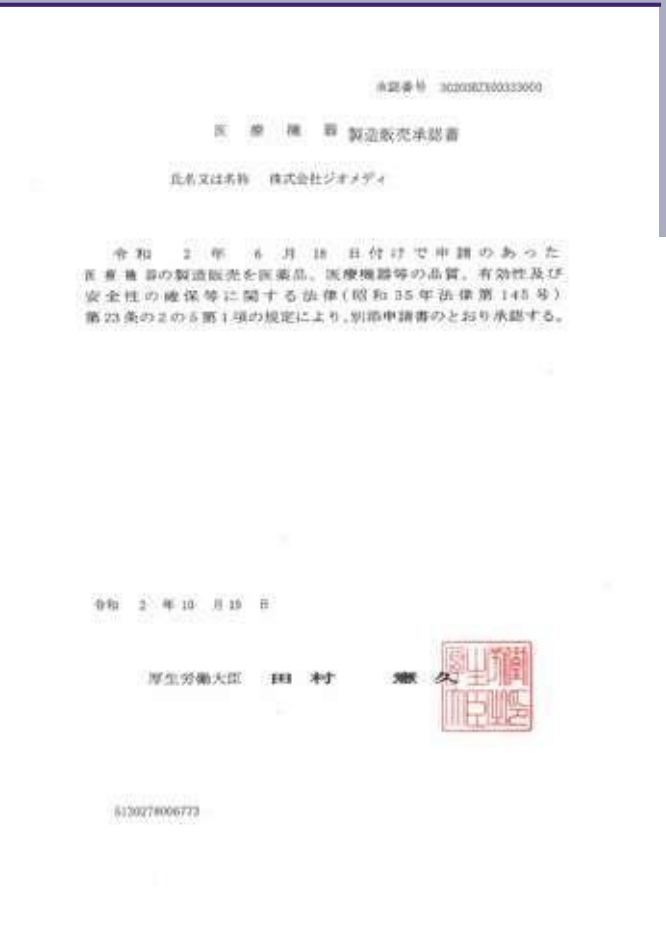 承認番号 30200BZX00333000
医療機器 製造販売承認書
氏名又は名称 株式会社ジオメディ
令和 2 年 6 月 18 日付けで申請のあった
医療機器の製造販売を医薬品、医療機器等の品質、有効性及び
安全性の確保等に関する法律(昭和35年法律第145号)
第23条の2の5第1項の規定により、別添申請書のとおり承認する。
令和 2 年 10 月 19 日
厚生労働大臣 田村 憲久
5130278006773